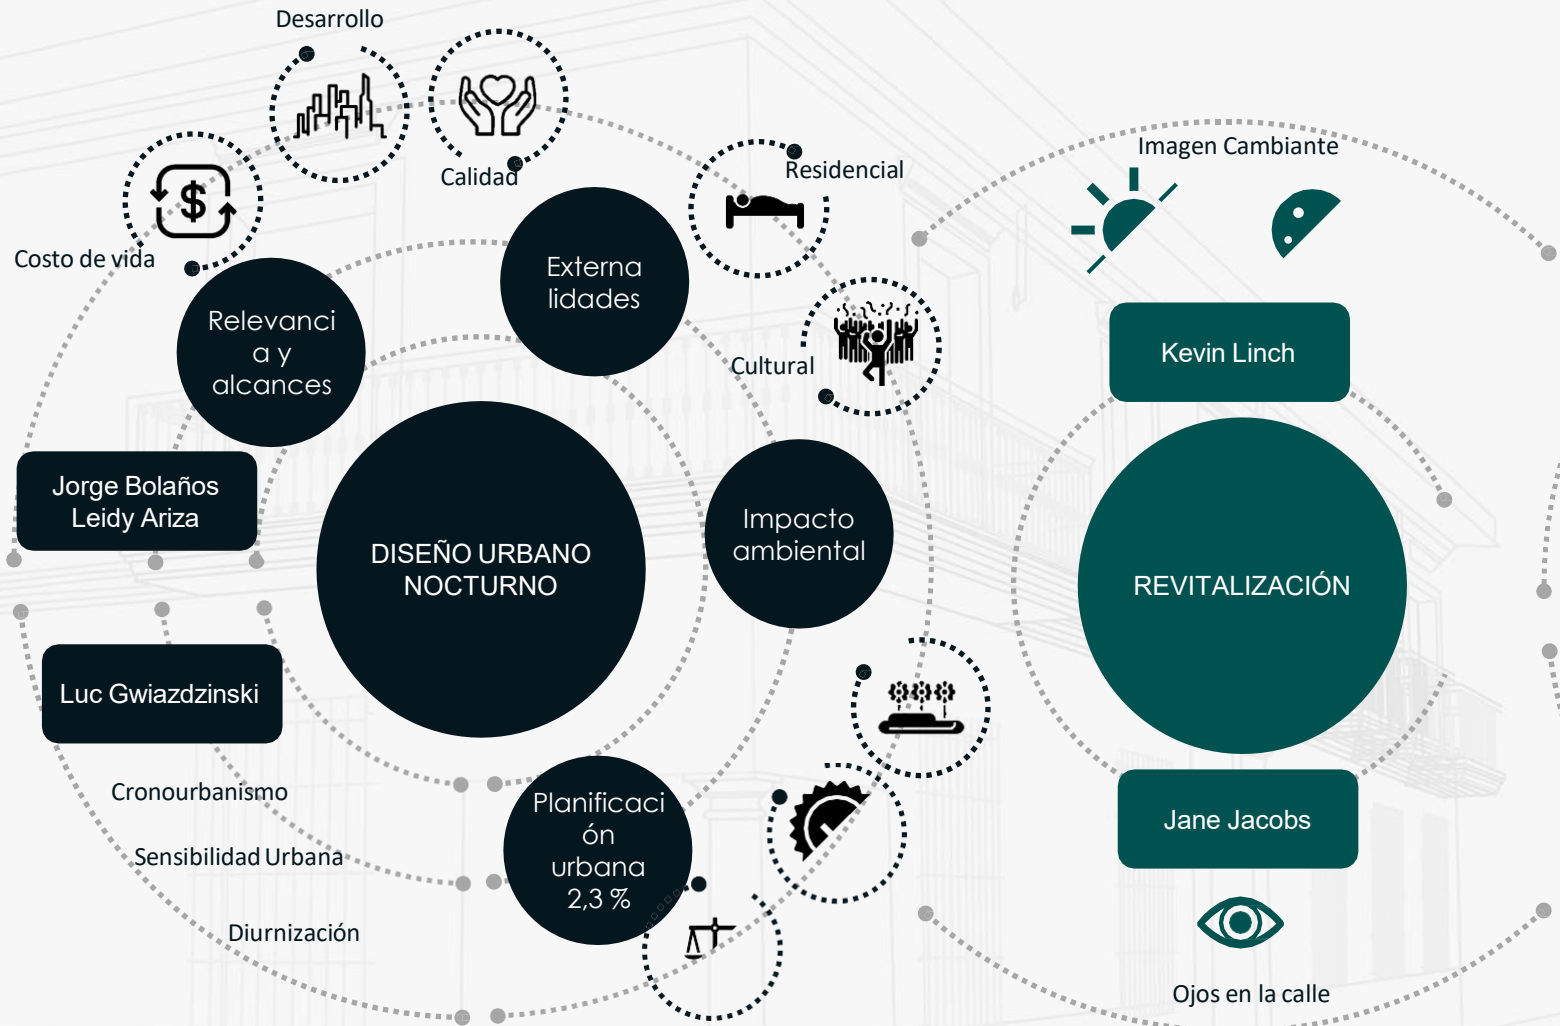 Desarrollo
Calidad
Costo de vida
Residencial
Cultural
$
Relevanci
a y
alcances
Externa
lidades
Impacto
ambiental
Planificaci
ón
urbana
2,3 %
DISEÑO URBANO
NOCTURNO
Jorge Bolaños
Leidy Ariza
Luc Gwiazdzinski
Cronourbanismo
Sensibilidad Urbana
Diurnización
Imagen Cambiante
Kevin Linch
REVITALIZACIÓN
Jane Jacobs
Ojos en la calle